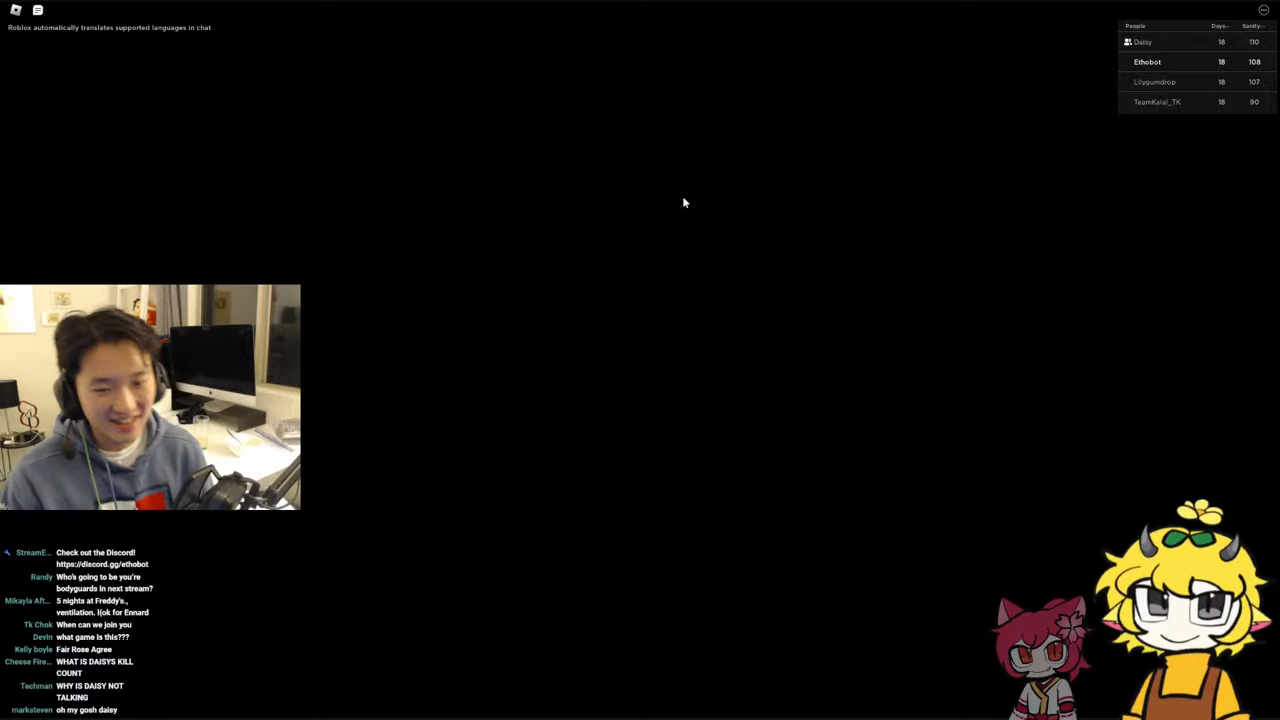 Roblox automatically translates supported languages in chat
People Days Sanity
Daisy 18 110
Ethobot 18 108
Lilygumdrop 18 107
TeamKalal_TK 18 90
StreamE... Check out the Discord!
https://discord.gg/ethobot
Randy Who's going to be you're
bodyguards in next stream?
Mikayla Aft... 5 nights at Freddy's.,
ventilation. l(ok for Ennard
Tk Chok When can we join you
Devin what game is this???
Kelly boyle Fair Rose Agree
Cheese Fire... WHAT IS DAISYS KILL
COUNT
Techman WHY IS DAISY NOT
TALKING
marksteven oh my gosh daisy